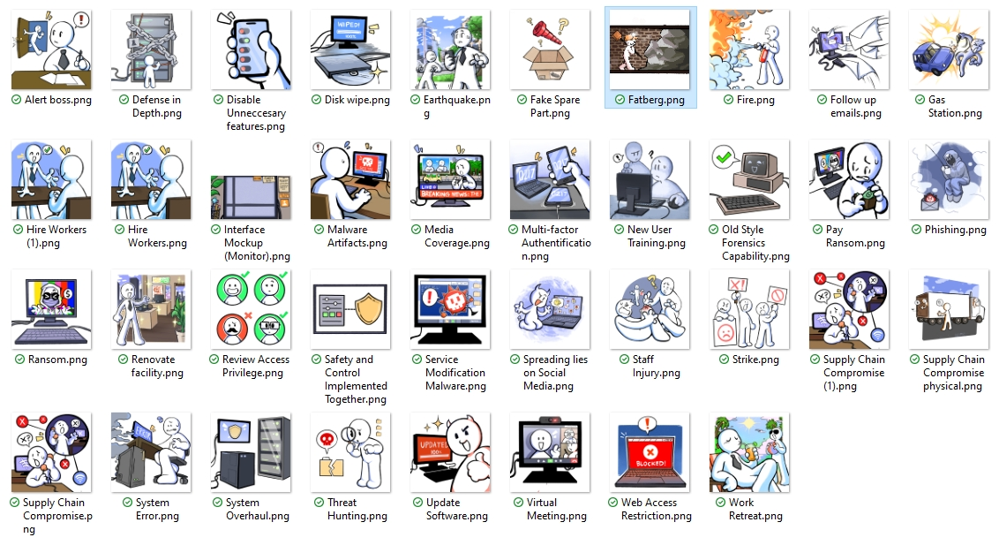 WIPED!
100%
Alert boss.png
Defense in
Depth.png
Disable
Unneccesary
features.png
Disk wipe.png
Earthquake.pn
g
Fake Spare
Part.png
Fatberg.png
Fire.png
Follow up
emails.png
Gas
Station.png
LIVE
BREAKING NEWS: THE
Hire Workers
(1).png
Hire
Workers.png
Interface
Mockup
(Monitor).png
Malware
Artifacts.png
Media
Coverage.png
Multi-factor
Authentificatio
n.png
New User
Training.png
Old Style
Forensics
Capability.png
Pay
Ransom.png
Phishing.png
Ransom.png
Renovate
facility.png
Review Access
Privilege.png
Safety and
Control
Implemented
Together.png
Service
Modification
Malware.png
Spreading lies
on Social
Media.png
Staff
Injury.png
Strike.png
Supply Chain
Compromise
(1).png
Supply Chain
Compromise
physical.png
ERROR
UPDATE!
100%
BLOCKED!
Supply Chain
Compromise.p
ng
System
Error.png
System
Overhaul.png
Threat
Hunting.png
Update
Software.png
Virtual
Meeting.png
Web Access
Restriction.png
Work
Retreat.png